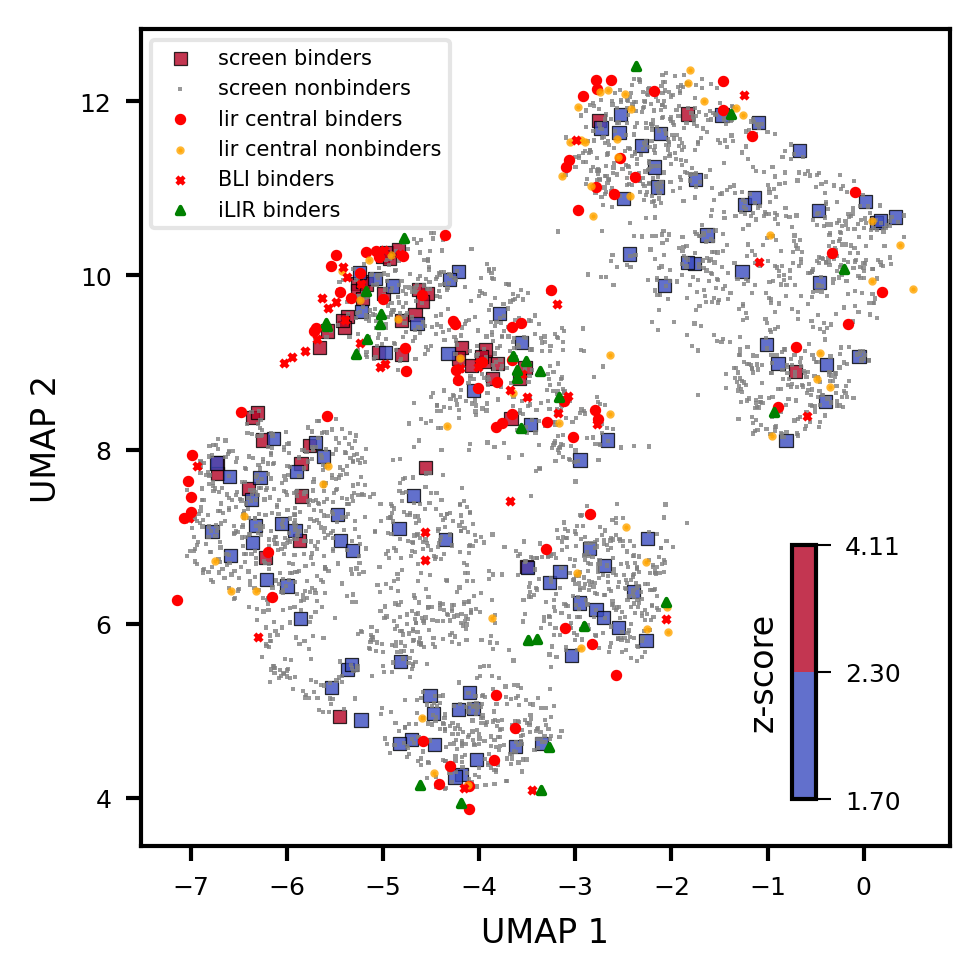 screen binders
screen nonbinders
lir central binders
lir central nonbinders
BLI binders
iLIR binders
12
10
8
6
4
UMAP 2
z-score
4.11
2.30
1.70
−7 −6 −5 −4 −3 −2 −1 0
UMAP 1